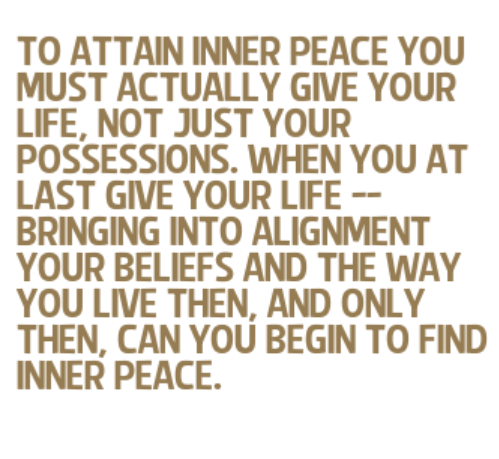 TO ATTAIN INNER PEACE YOU
MUST ACTUALLY GIVE YOUR
LIFE, NOT JUST YOUR
POSSESSIONS. WHEN YOU AT
LAST GIVE YOUR LIFE --
BRINGING INTO ALIGNMENT
YOUR BELIEFS AND THE WAY
YOU LIVE THEN, AND ONLY
THEN, CAN YOU BEGIN TO FIND
INNER PEACE.